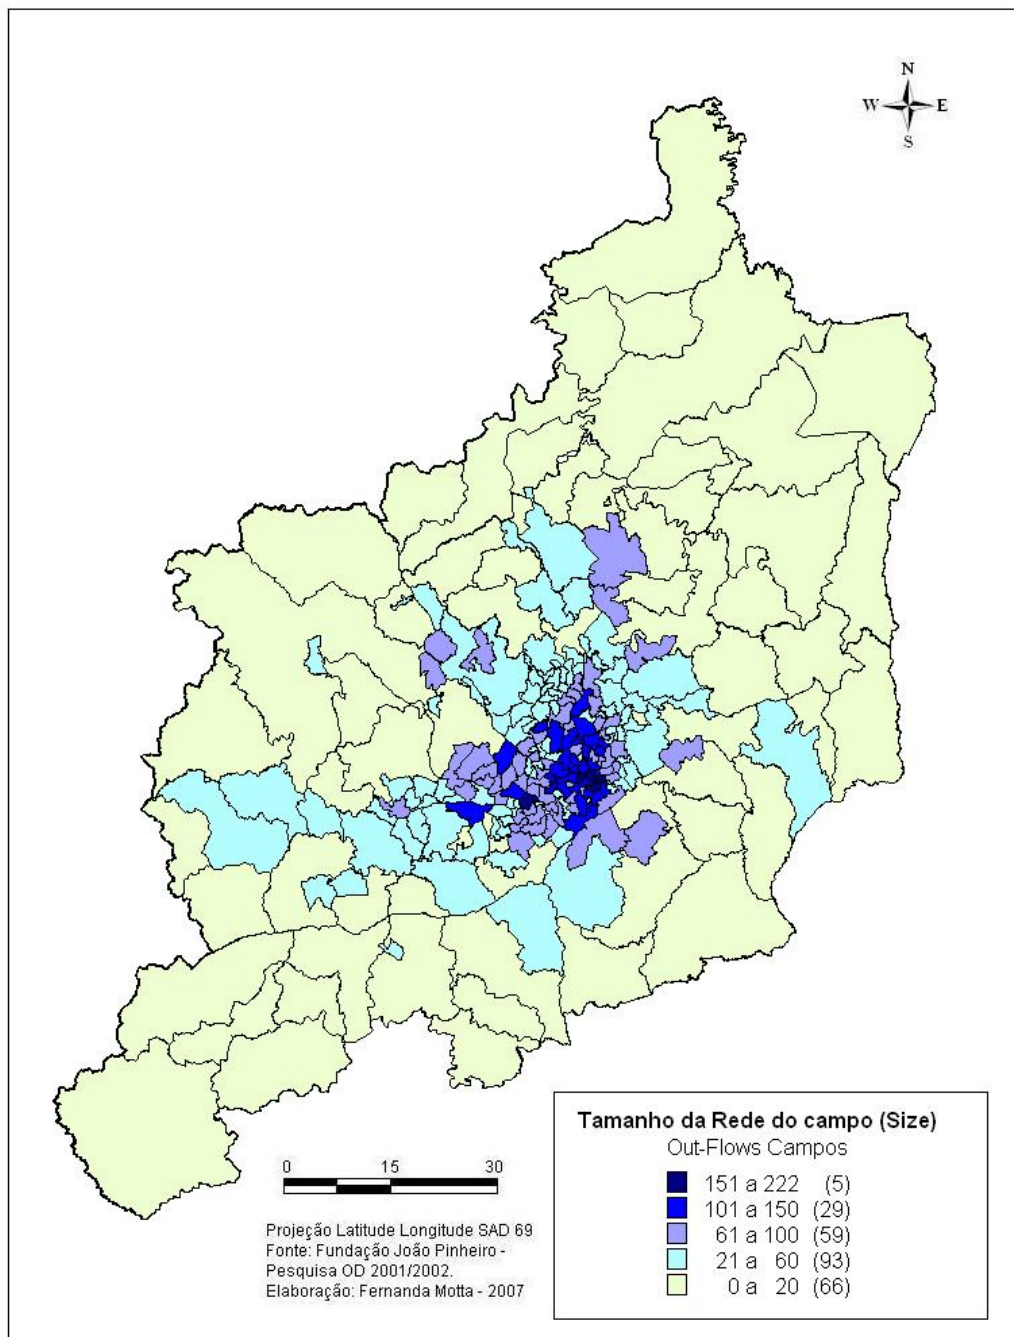 N
W E
S
Tamanho da Rede do campo (Size)
Out-Flows Campos
151 a 222 (5)
101 a 150 (29)
61 a 100 (59)
21 a 60 (93)
0 a 20 (66)
0 15 30
Projeção Latitude Longitude SAD 69
Fonte: Fundação João Pinheiro -
Pesquisa OD 2001/2002.
Elaboração: Fernanda Motta - 2007